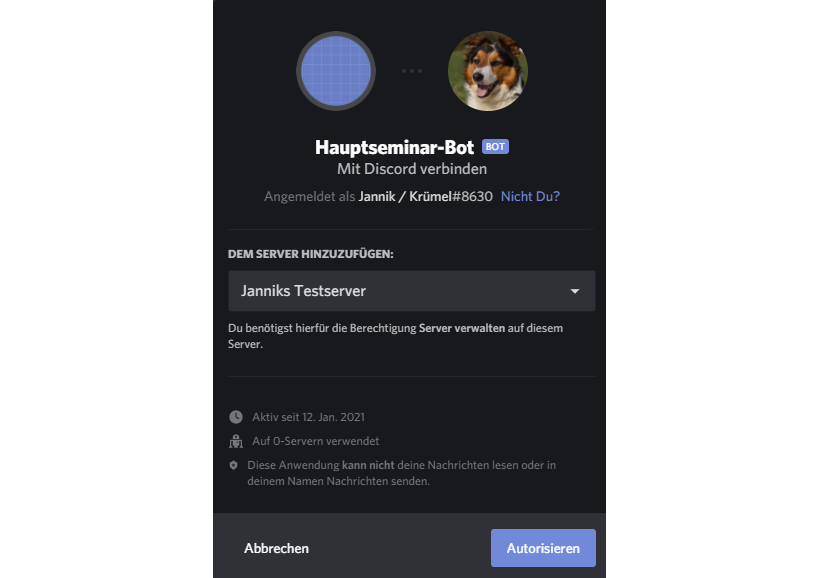 Hauptseminar-Bot BOT
Mit Discord verbinden
Angemeldet als Jannik / Krümel#8630 Nicht Du?
DEM SERVER HINZUZUFÜGEN:
Janniks Testserver
Du benötigst hierfür die Berechtigung Server verwalten auf diesem
Server.
Aktiv seit 12. Jan. 2021
Auf 0-Servern verwendet
Diese Anwendung kann nicht deine Nachrichten lesen oder in
deinem Namen Nachrichten senden.
Abbrechen Autorisieren